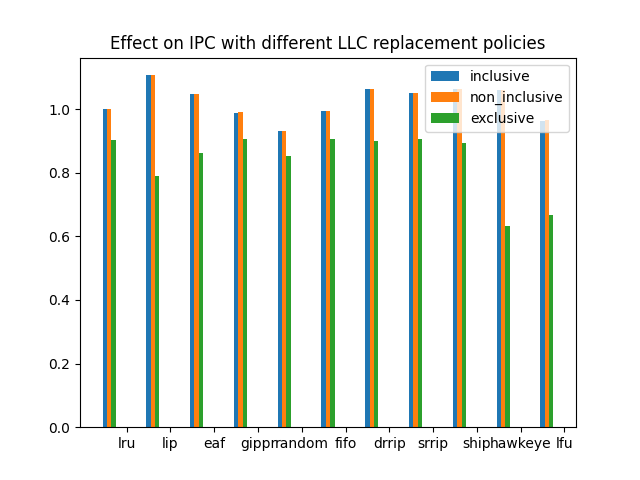 Effect on IPC with different LLC replacement policies
inclusive
non_inclusive
exclusive
1.0
0.8
0.6
0.4
0.2
0.0
lru lip eaf gippr random fifo drrip srrip ship hawkeye lfu